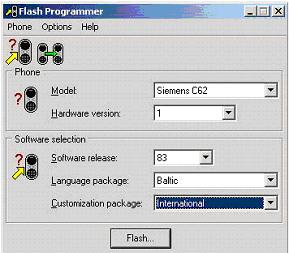 Flash Programmer
Phone Options Help
Phone
Model: Siemens C62
Hardware version: 1
Software selection
Software release: 83
Language package: Baltic
Customization package: International
Flash...